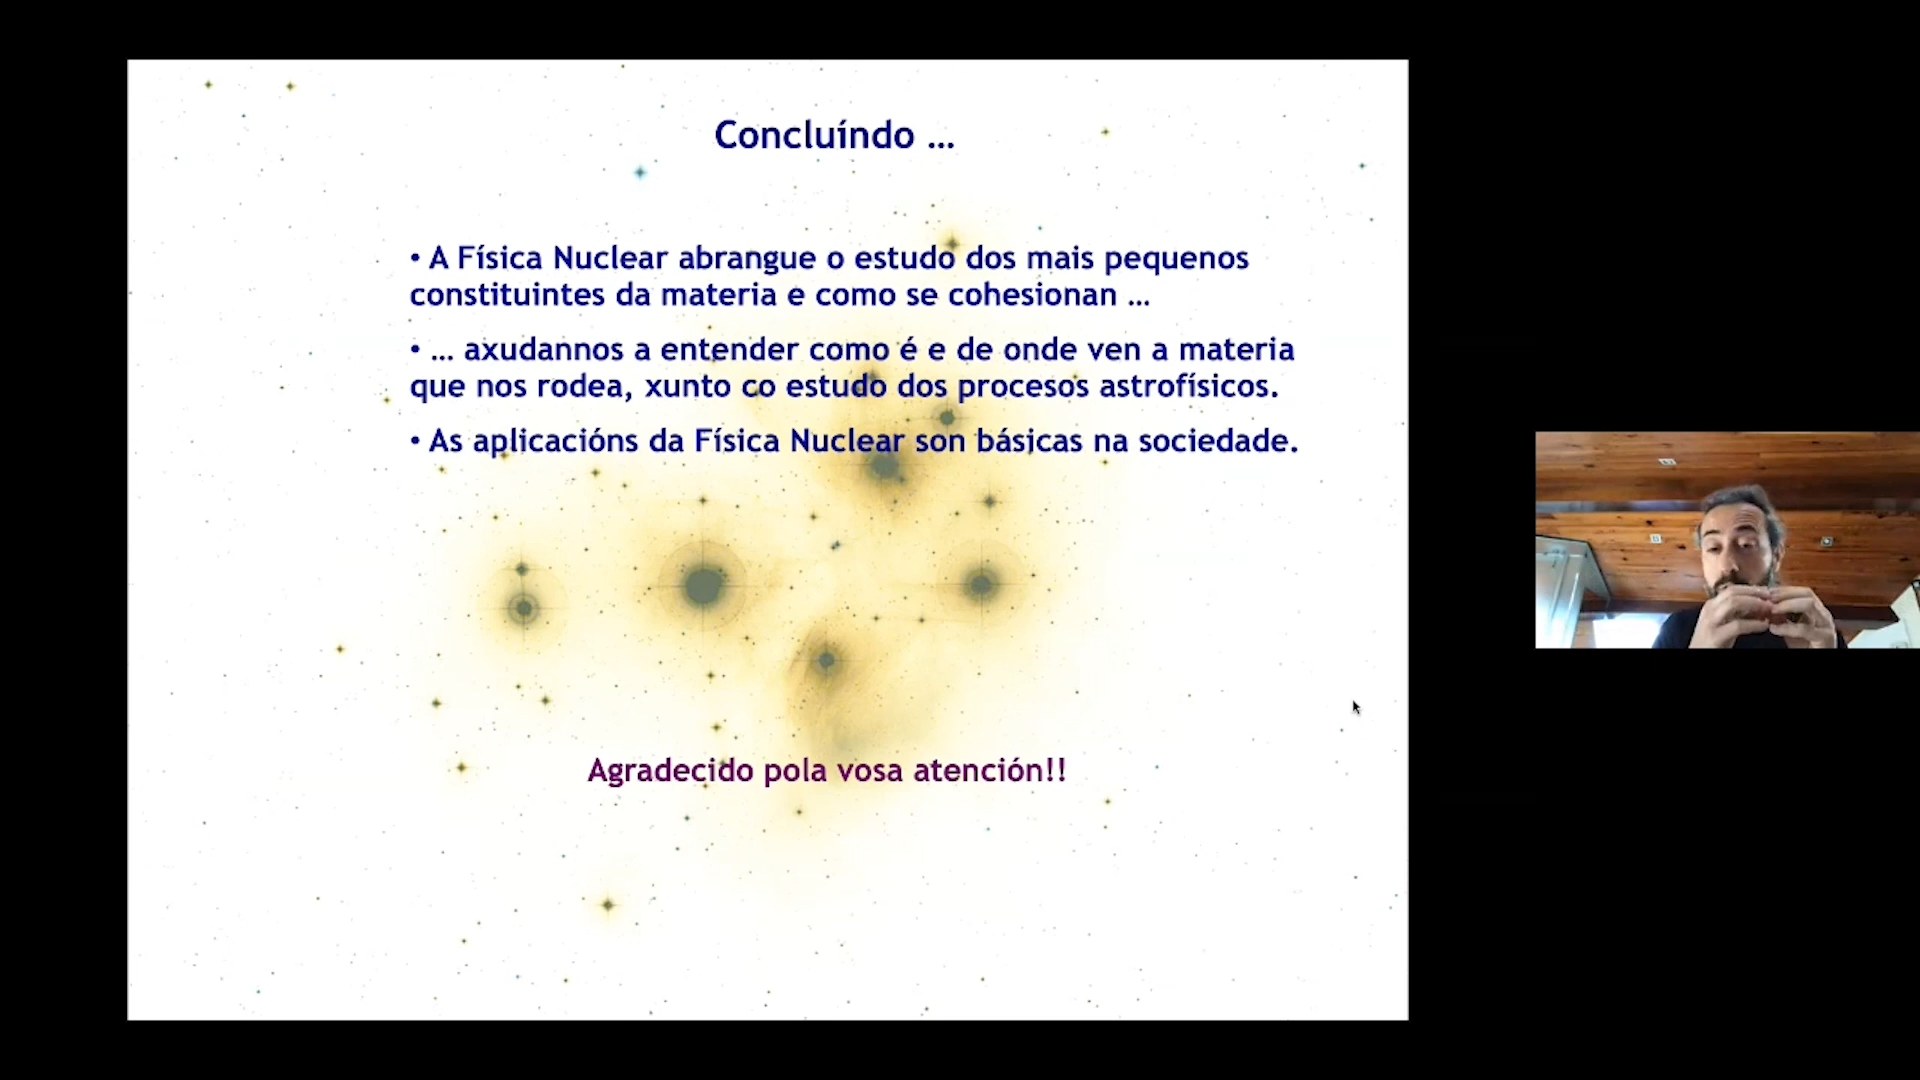 Concluíndo ...
• A Física Nuclear abrangue o estudo dos mais pequenos
constituintes da materia e como se cohesionan ...
• ... axudannos a entender como é e de onde ven a materia
que nos rodea, xunto co estudo dos procesos astrofísicos.
• As aplicacións da Física Nuclear son básicas na sociedade.
Agradecido pola vosa atención!!